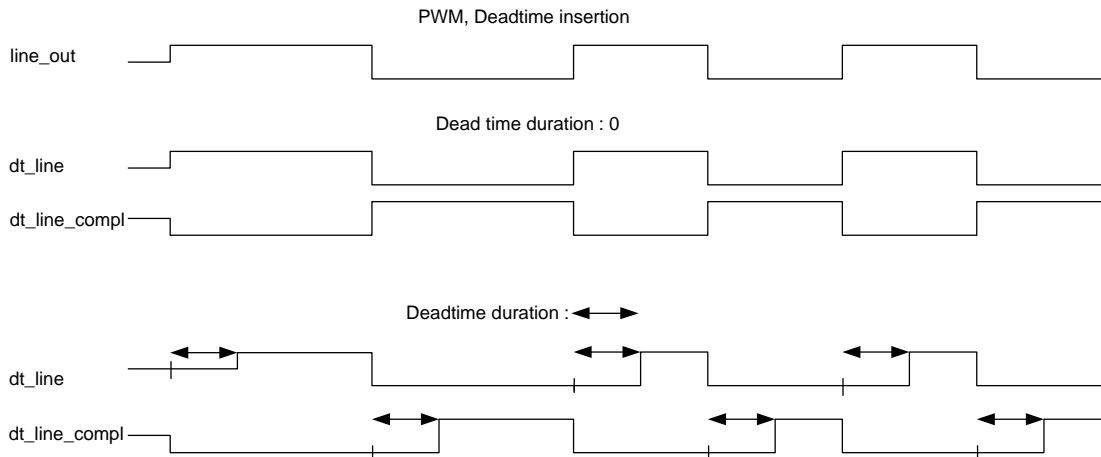 PWM, Deadtime insertion
line_out
Dead time duration : 0
dt_line
dt_line_compl
Deadtime duration :
dt_line
dt_line_compl